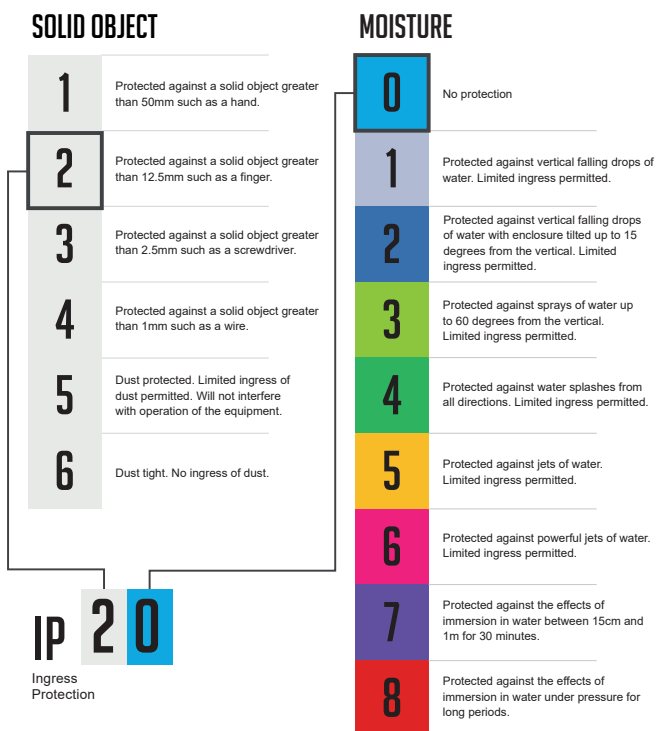 SOLID OBJECT
1
Protected against a solid object greater
than 50mm such as a hand.
2
Protected against a solid object greater
than 12.5mm such as a finger.
3
Protected against a solid object greater
than 2.5mm such as a screwdriver.
4
Protected against a solid object greater
than 1mm such as a wire.
5
Dust protected. Limited ingress of
dust permitted. Will not interfere
with operation of the equipment.
6
Dust tight. No ingress of dust.
IP 20
Ingress
Protection
MOISTURE
0
No protection
1
Protected against vertical falling drops of
water. Limited ingress permitted.
2
Protected against vertical falling drops
of water with enclosure tilted up to 15
degrees from the vertical. Limited
ingress permitted.
3
Protected against sprays of water up
to 60 degrees from the vertical.
Limited ingress permitted.
4
Protected against water splashes from
all directions. Limited ingress permitted.
5
Protected against jets of water.
Limited ingress permitted.
6
Protected against powerful jets of water.
Limited ingress permitted.
7
Protected against the effects of
immersion in water between 15cm and
1m for 30 minutes.
8
Protected against the effects of
immersion in water under pressure for
long periods.